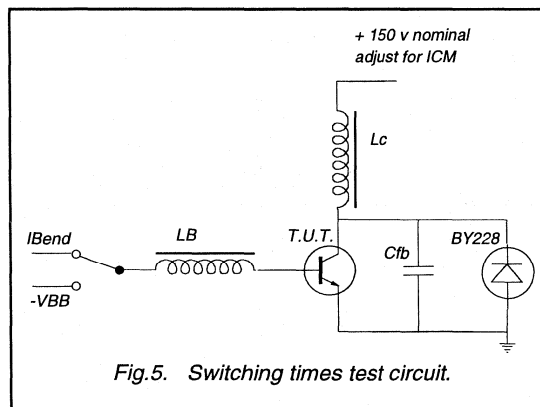 + 150 v nominal
adjust for ICM
Lc
IBend
LB
T.U.T.
BY228
Cfb
-VBB
Fig.5. Switching times test circuit.